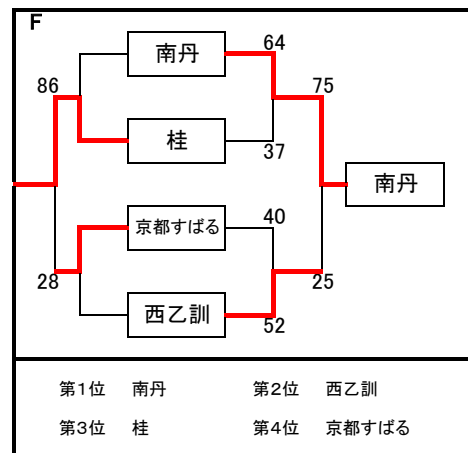 F
64
南丹
86
75
桂
37
南丹
40
京都すばる
28
25
西乙訓
52
第1位 南丹 第2位 西乙訓
第3位 桂 第4位 京都すばる